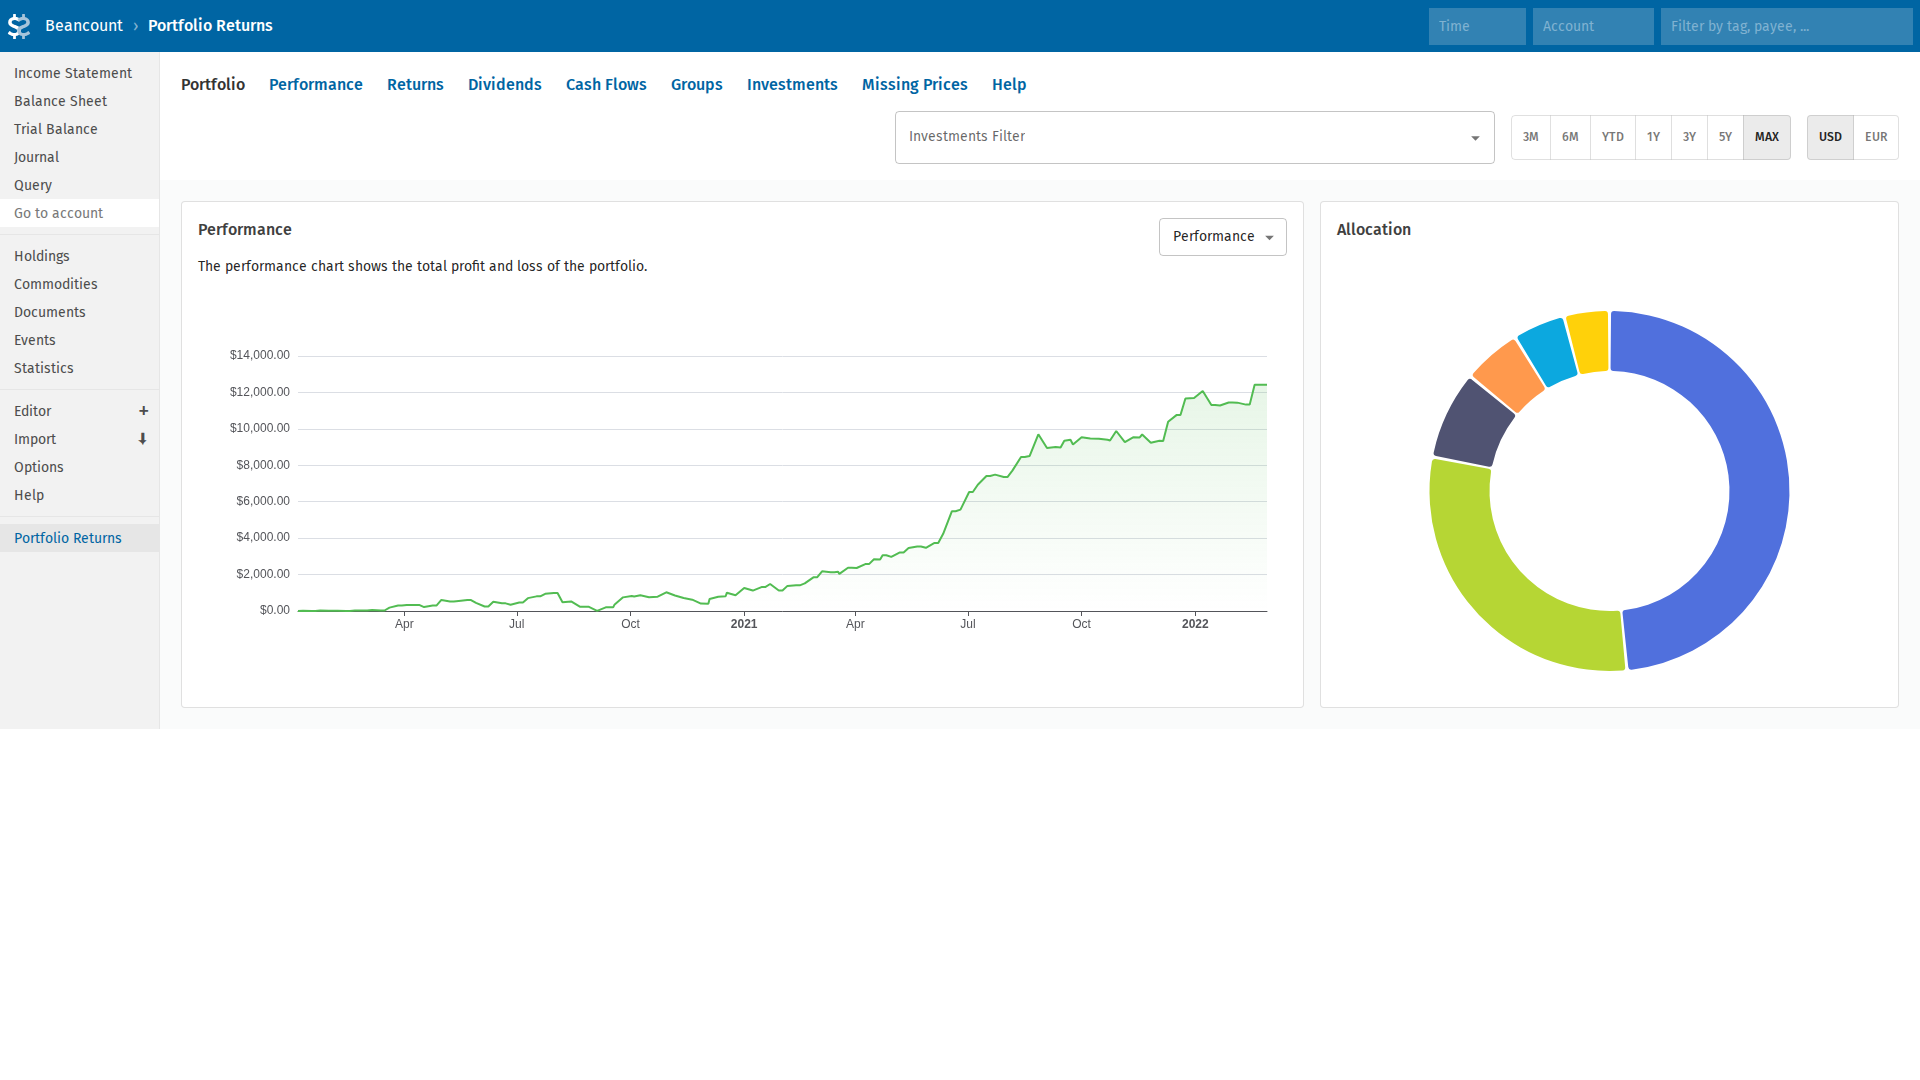 Beancount › Portfolio Returns
Time
Account
Filter by tag, payee, ...
Income Statement
Balance Sheet
Trial Balance
Journal
Query
Go to account
Holdings
Commodities
Documents
Events
Statistics
Editor +
Import ⬇
Options
Help
Portfolio Returns
Portfolio Performance Returns Dividends Cash Flows Groups Investments Missing Prices Help
Investments Filter
3M 6M YTD 1Y 3Y 5Y MAX
USD EUR
Performance
Performance
The performance chart shows the total profit and loss of the portfolio.
$14,000.00
$12,000.00
$10,000.00
$8,000.00
$6,000.00
$4,000.00
$2,000.00
$0.00
Apr Jul Oct 2021 Apr Jul Oct 2022
Allocation